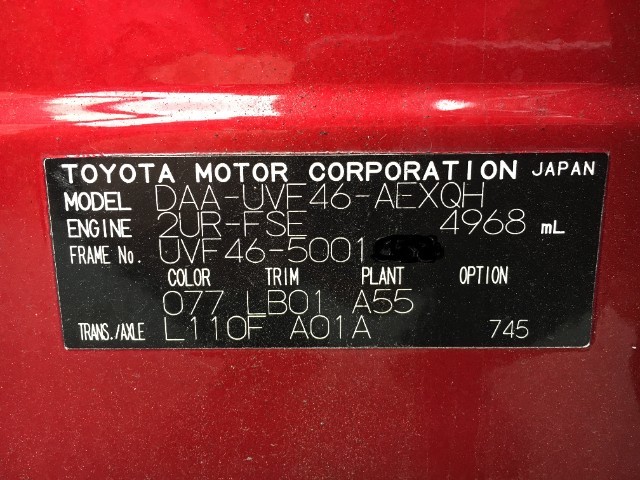 TOYOTA MOTOR CORPORATION JAPAN
MODEL DAA-UVF46-AEXQH
ENGINE 2UR-FSE 4968 mL
FRAME No. UVF46-5001
COLOR TRIM PLANT OPTION
077 LB01 A55
TRANS./AXLE L110F A01A 745